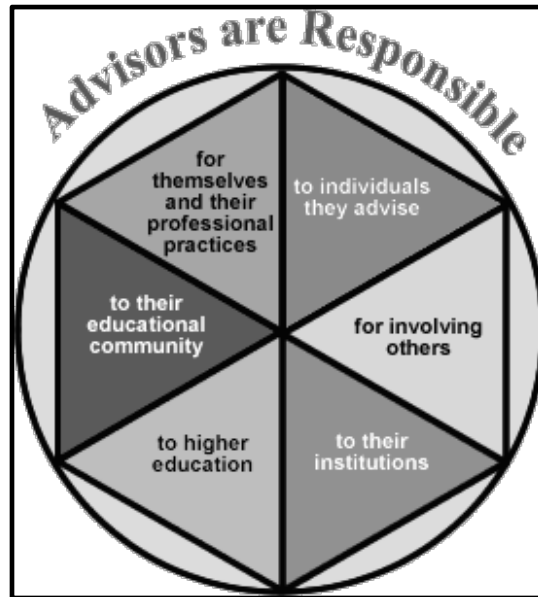 Advisors are Responsible
to individuals
they advise
for involving
others
to their
institutions
to higher
education
to their
educational
community
for
themselves
and their
professional
practices